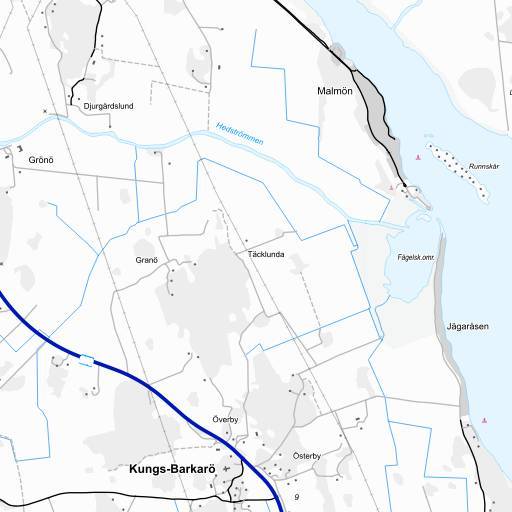 Malmön
Djurgårdslund
Hedströmmen
Grönö
Runnskär
Täcklunda
Granö
Fågelsk.omr.
Jägaråsen
Överby
Österby
Kungs-Barkarö
9